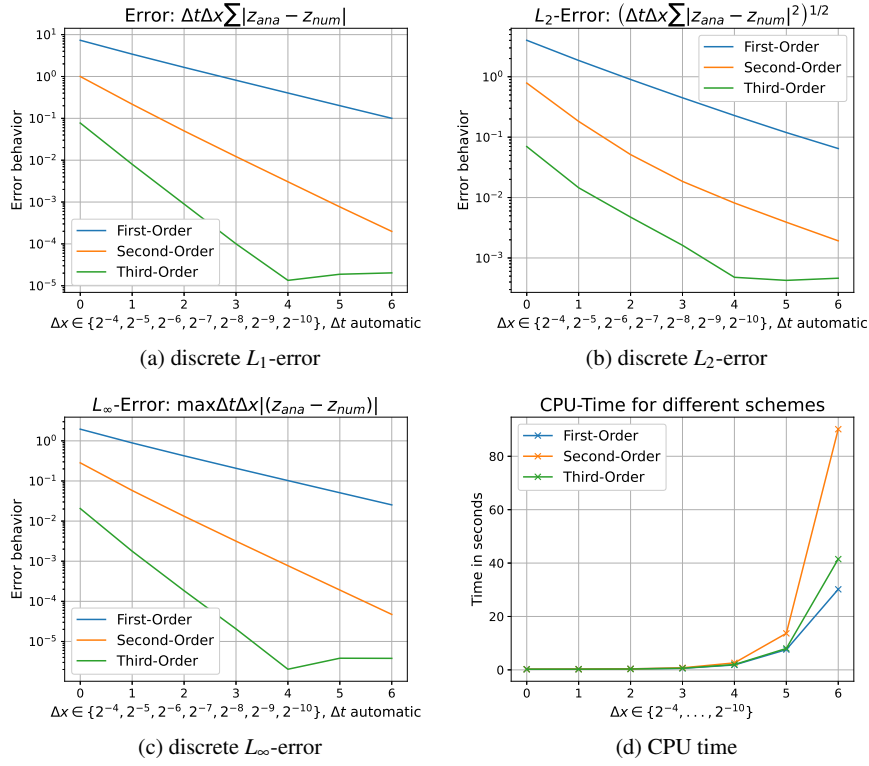 Error: ΔtΔx∑|z_ana − z_num|
Error behavior
10^1
10^0
10^−1
10^−2
10^−3
10^−4
10^−5
First-Order
Second-Order
Third-Order
0 1 2 3 4 5 6
Δx ∈ {2^−4, 2^−5, 2^−6, 2^−7, 2^−8, 2^−9, 2^−10}, Δt automatic
(a) discrete L_1-error
L_2-Error: (ΔtΔx∑|z_ana − z_num|^2)^1/2
Error behavior
10^0
10^−1
10^−2
10^−3
First-Order
Second-Order
Third-Order
0 1 2 3 4 5 6
Δx ∈ {2^−4, 2^−5, 2^−6, 2^−7, 2^−8, 2^−9, 2^−10}, Δt automatic
(b) discrete L_2-error
L_∞-Error: maxΔtΔx|(z_ana − z_num)|
Error behavior
10^0
10^−1
10^−2
10^−3
10^−4
10^−5
First-Order
Second-Order
Third-Order
0 1 2 3 4 5 6
Δx ∈ {2^−4, 2^−5, 2^−6, 2^−7, 2^−8, 2^−9, 2^−10}, Δt automatic
(c) discrete L_∞-error
CPU-Time for different schemes
Time in seconds
80
60
40
20
0
First-Order
Second-Order
Third-Order
0 1 2 3 4 5 6
Δx ∈ {2^−4, . . . , 2^−10}
(d) CPU time